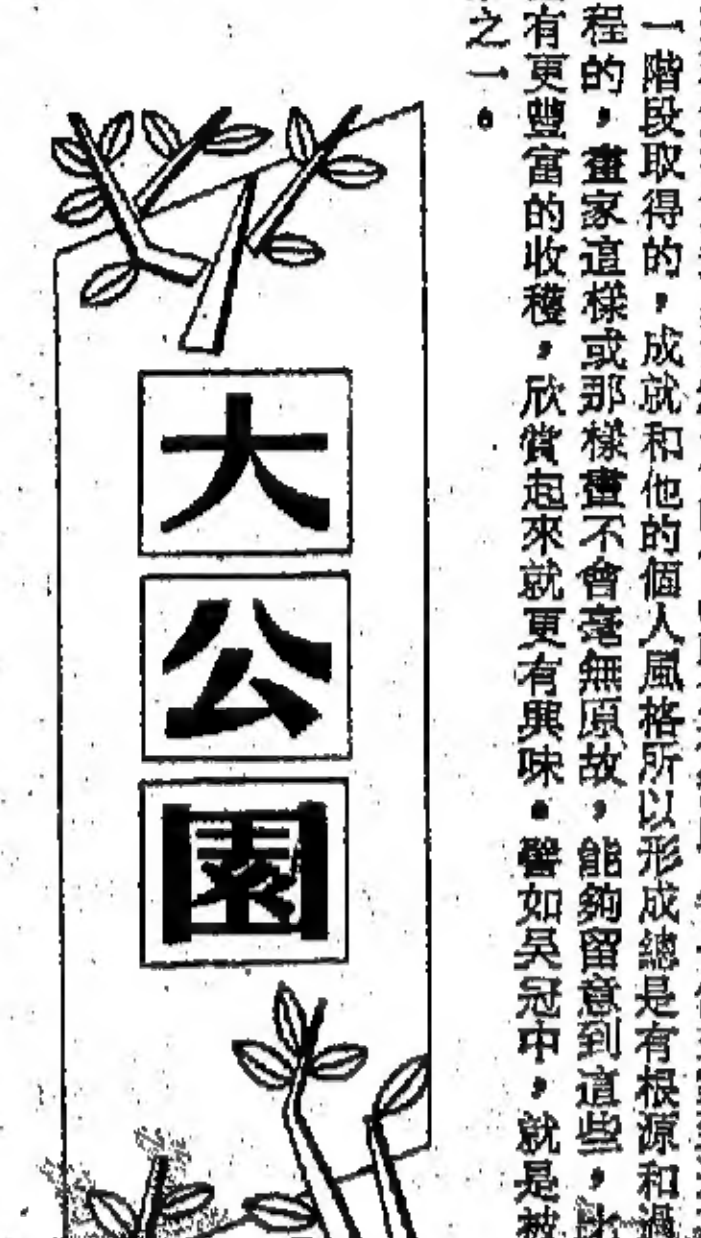 一階段取得的，成就和他的個人風格所以形成總是有根源和過
程的，畫家這樣或那樣畫不會毫無原故，能夠留意到這些，比
有更豐富的收穫，欣賞起來就更有興味。譬如吳冠中，就是被
之一。
大公園